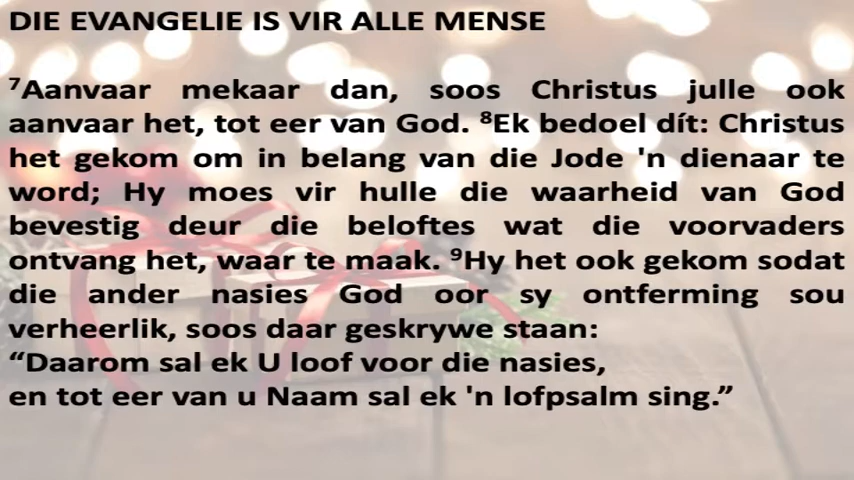 DIE EVANGELIE IS VIR ALLE MENSE
⁷Aanvaar mekaar dan, soos Christus julle ook
aanvaar het, tot eer van God. ⁸Ek bedoel dít: Christus
het gekom om in belang van die Jode 'n dienaar te
word; Hy moes vir hulle die waarheid van God
bevestig deur die beloftes wat die voorvaders
ontvang het, waar te maak. ⁹Hy het ook gekom sodat
die ander nasies God oor sy ontferming sou
verheerlik, soos daar geskrywe staan:
“Daarom sal ek U loof voor die nasies,
en tot eer van u Naam sal ek 'n lofpsalm sing.”